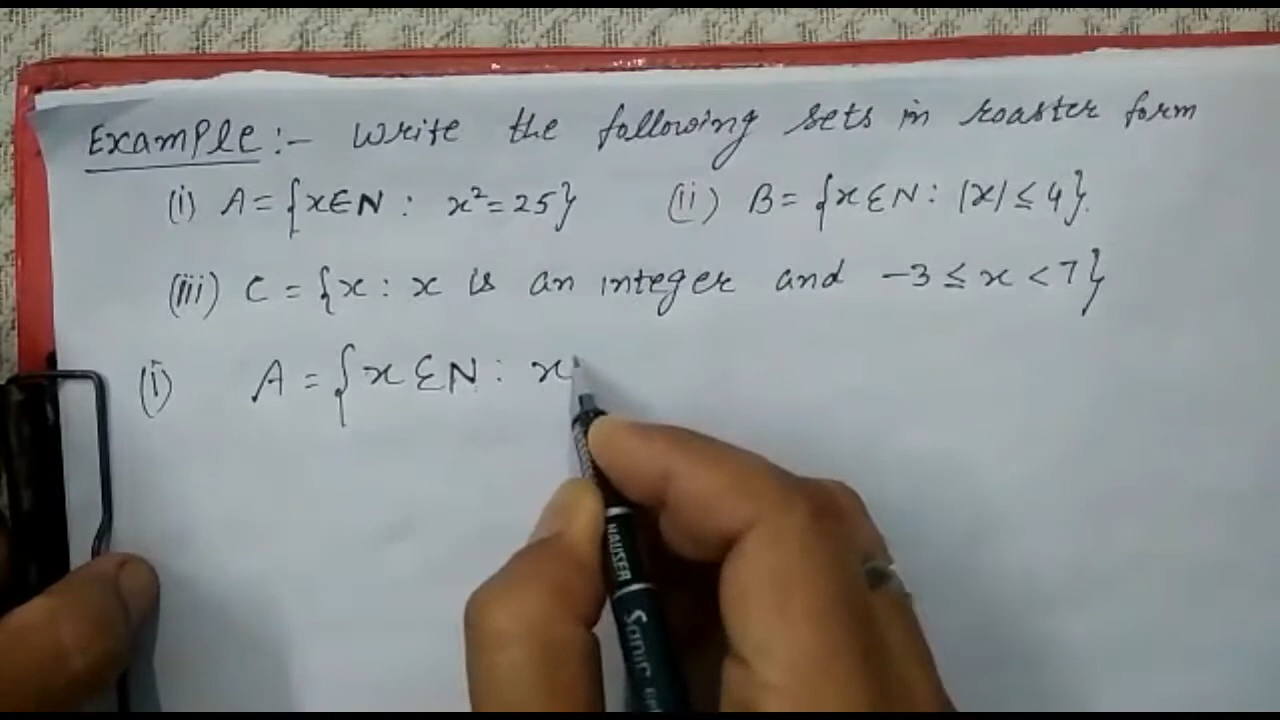 Example :- Write the following sets in roaster form
(i) A = {x∈N : x²=25} (ii) B = {x∈N : |x| ≤ 4}.
(iii) C = {x : x is an integer and -3 ≤ x < 7}
(i) A = {x∈N : x
HAUSER
Sonic Gel